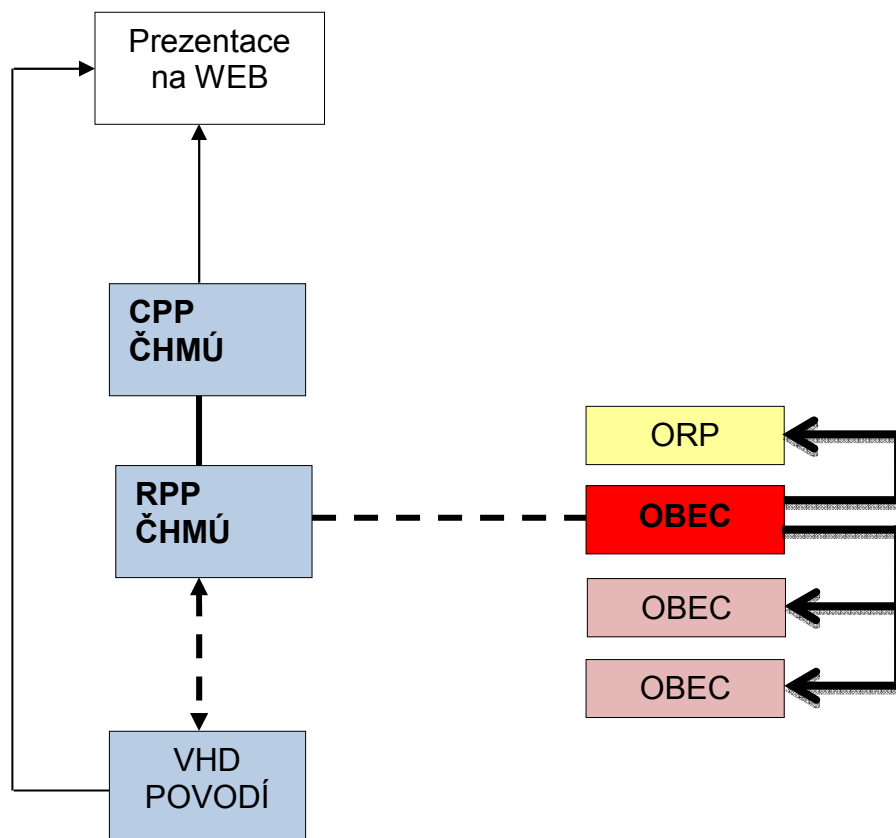 Prezentace
na WEB
CPP
ČHMÚ
ORP
RPP
ČHMÚ
OBEC
OBEC
OBEC
VHD
POVODÍ